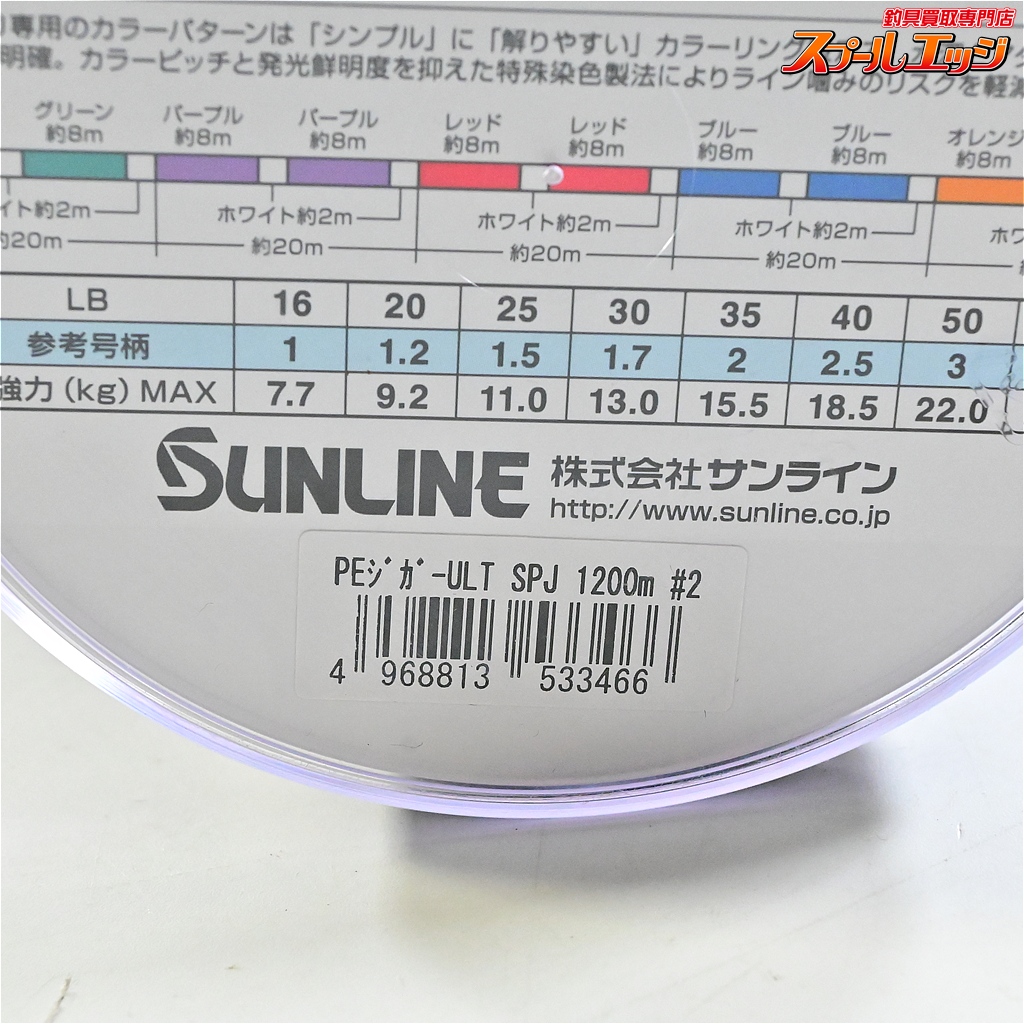 釣具買取専門店
スプールエッジ
専用のカラーパターンは「シンプル」に「解りやすい」カラーリング
明確。カラーピッチと発光鮮明度を抑えた特殊染色製法によりライン噛みのリスクを軽減
グリーン パープル パープル レッド レッド ブルー ブルー オレンジ
約8m 約8m 約8m 約8m 約8m 約8m 約8m 約8m
イト約2m ホワイト約2m ホワイト約2m ホワイト約2m ホワ
約20m 約20m 約20m 約20m
LB 16 20 25 30 35 40 50
参考号柄 1 1.2 1.5 1.7 2 2.5 3
強力(kg) MAX 7.7 9.2 11.0 13.0 15.5 18.5 22.0
SUNLINE 株式会社サンライン
http://www.sunline.co.jp
PEｼﾞｶﾞｰULT SPJ 1200m #2
4 968813 533466